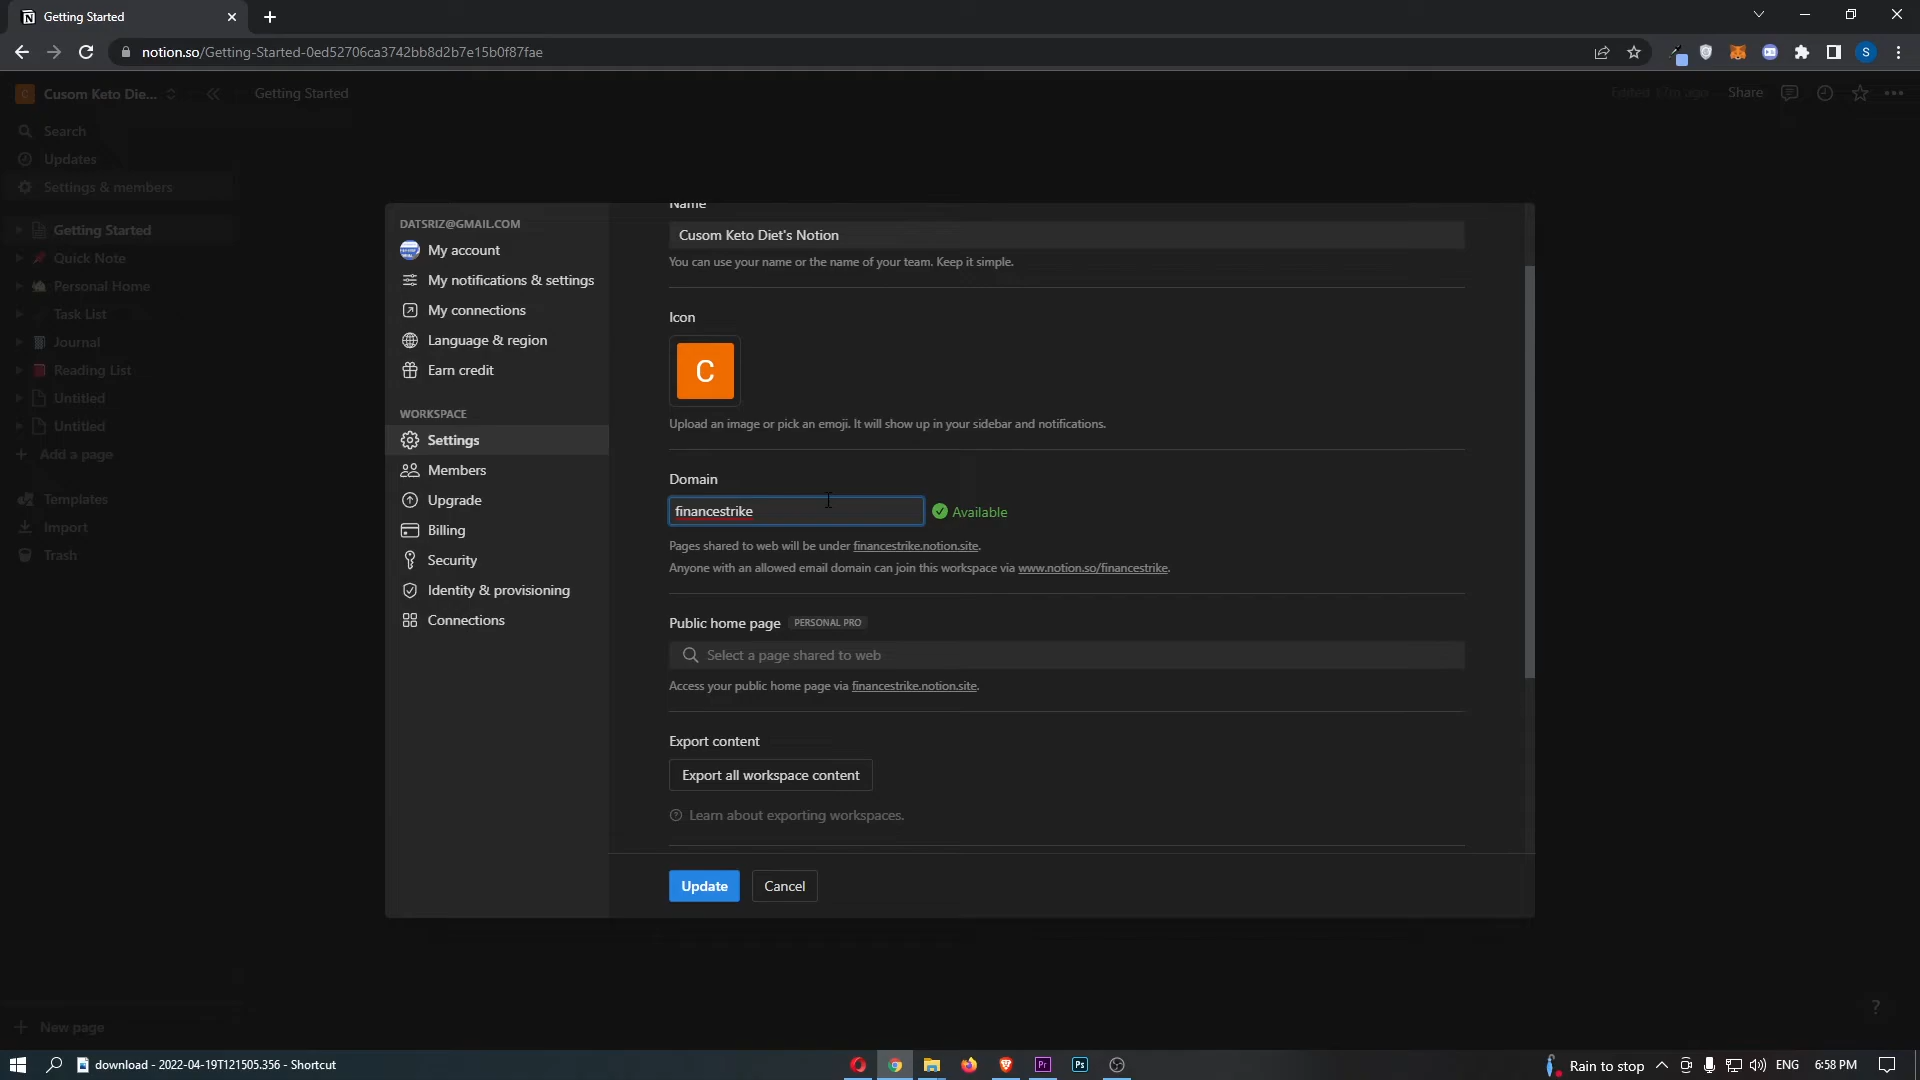 Getting Started
notion.so/Getting-Started-0ed52706ca3742bb8d2b7e15b0f87fae
S
C
Cusom Keto Die...
Getting Started
Edited 17m ago
Share
Search
Updates
Settings & members
Getting Started
Quick Note
Personal Home
Task List
Journal
Reading List
Untitled
Untitled
Add a page
Templates
Import
Trash
New page
DATSRIZ@GMAIL.COM
My account
My notifications & settings
My connections
Language & region
Earn credit
WORKSPACE
Settings
Members
Upgrade
Billing
Security
Identity & provisioning
Connections
Name
Cusom Keto Diet's Notion
You can use your name or the name of your team. Keep it simple.
Icon
C
Upload an image or pick an emoji. It will show up in your sidebar and notifications.
Domain
financestrike
Available
Pages shared to web will be under financestrike.notion.site.
Anyone with an allowed email domain can join this workspace via www.notion.so/financestrike.
Public home page PERSONAL PRO
Select a page shared to web
Access your public home page via financestrike.notion.site.
Export content
Export all workspace content
Learn about exporting workspaces.
Update
Cancel
?
download - 2022-04-19T121505.356 - Shortcut
Pr
Ps
Rain to stop
ENG
6:58 PM